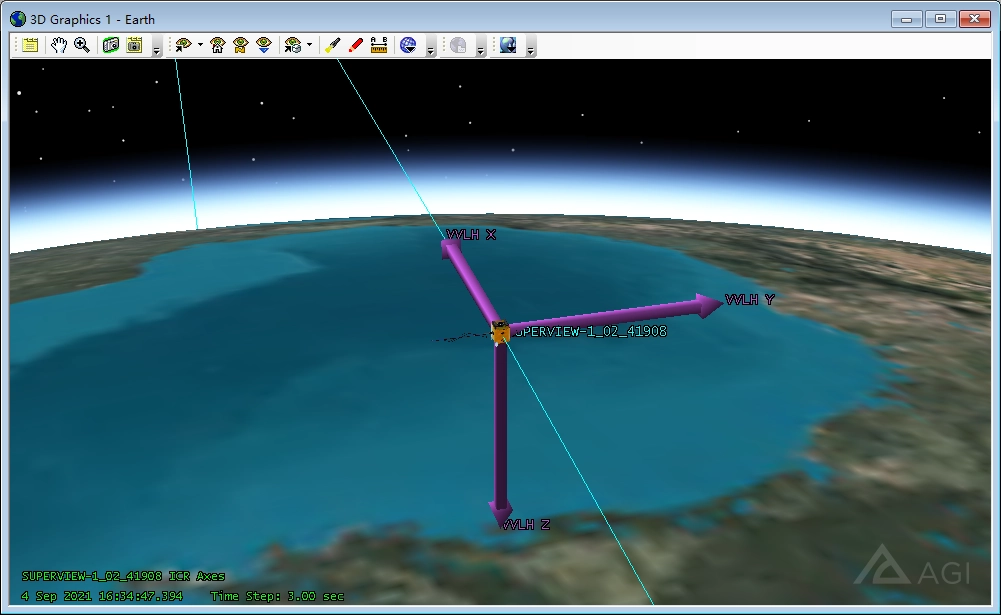 3D Graphics 1 - Earth
A B
VVLH X
VVLH Y
SUPERVIEW-1_02_41908
VVLH Z
SUPERVIEW-1_02_41908 ICR Axes
4 Sep 2021 16:34:47.394 Time Step: 3.00 sec
AGI